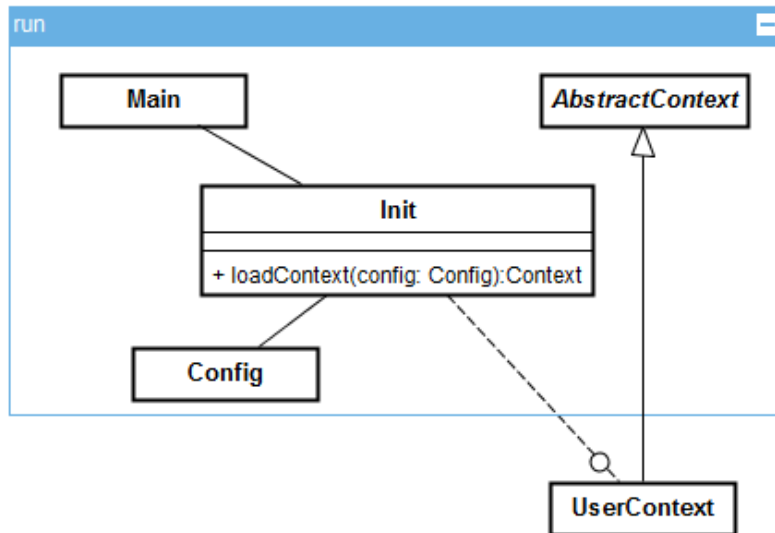 run
Main
AbstractContext
Init
+ loadContext(config: Config):Context
Config
UserContext